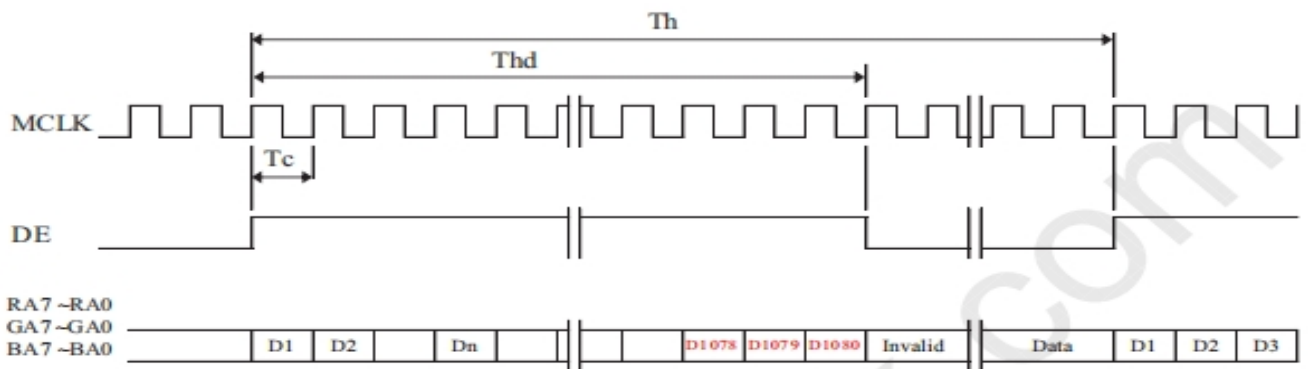 Th
Thd
MCLK
Tc
DE
RA7 ~RA0
GA7~GA0
BA7 ~BA0
D1 D2 Dn D1078 D1079 D1080 Invalid Data D1 D2 D3
com